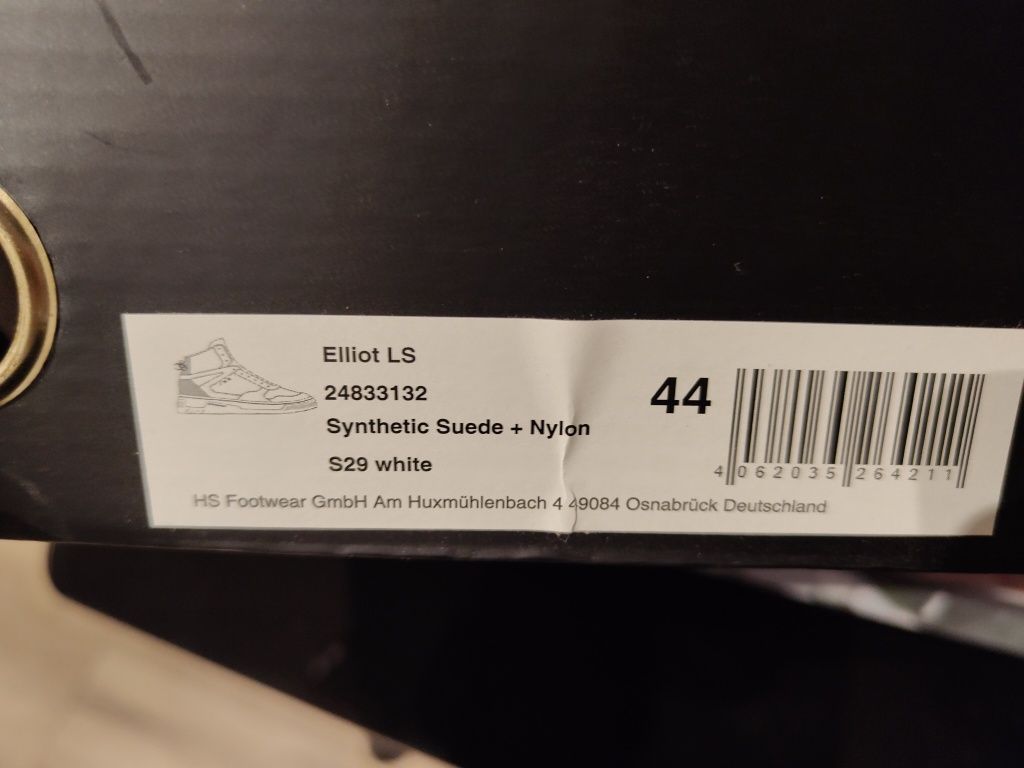 Elliot LS
24833132
Synthetic Suede + Nylon
S29 white
44
4 062035 264211
HS Footwear GmbH Am Huxmühlenbach 4 49084 Osnabrück Deutschland